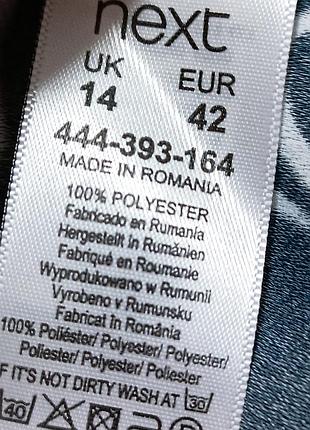 next
UK EUR
14 42
444-393-164
MADE IN ROMANIA
100% POLYESTER
Fabricado en Rumania
Hergestellt in Rumänien
Fabriqué en Roumanie
Wyprodukowano w Rumunii
Vyrobeno v Rumunsku
Fabricat în România
100% Poliéster/ Polyester/ Polyester/
Poliester/ Polyester/ Poliester
IF IT'S NOT DIRTY WASH AT 30
40